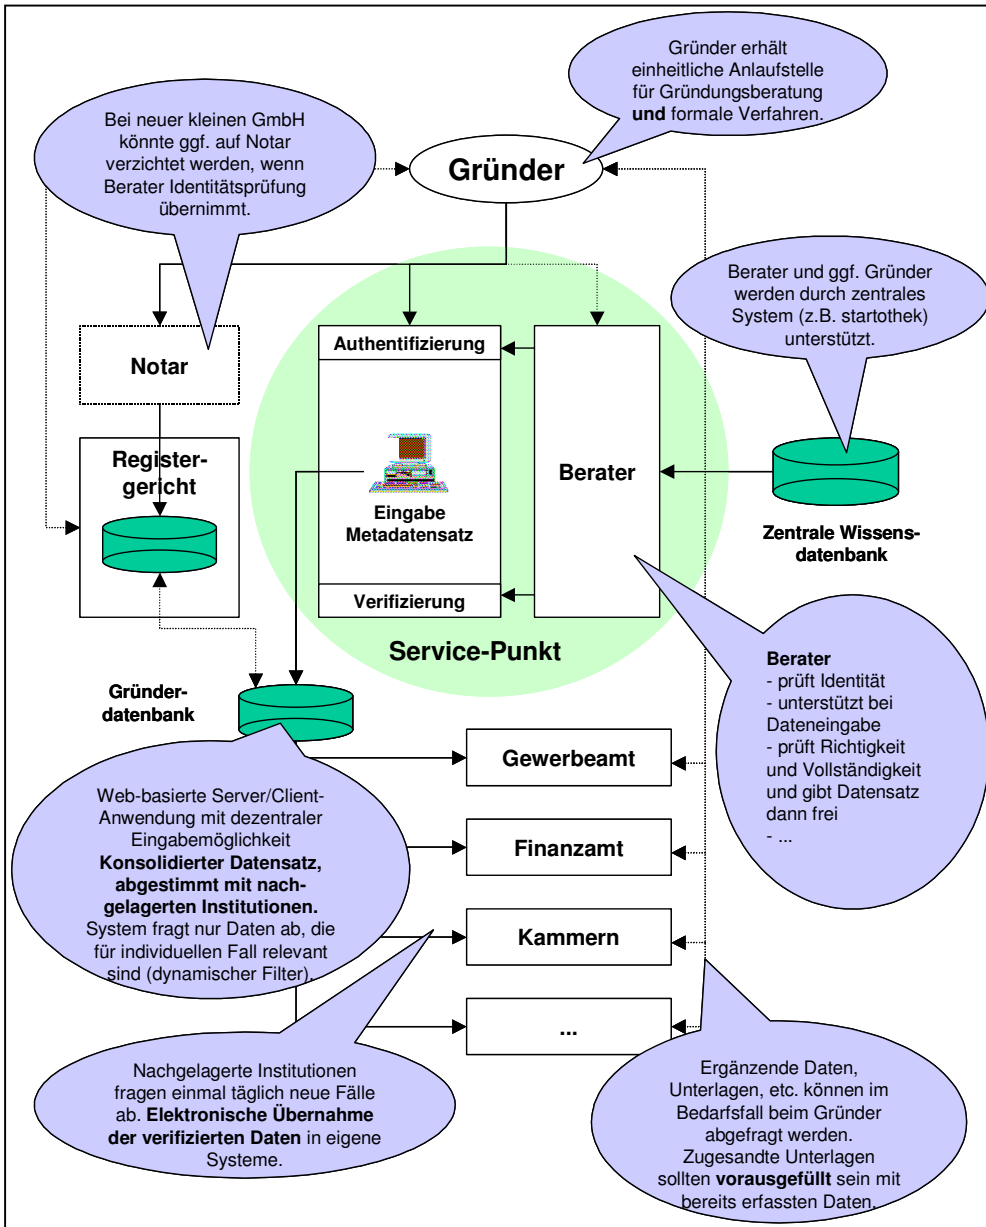 Gründer erhält
einheitliche Anlaufstelle
für Gründungsberatung
und formale Verfahren.
Bei neuer kleinen GmbH
könnte ggf. auf Notar
verzichtet werden, wenn
Berater Identitätsprüfung
übernimmt.
Gründer
Berater und ggf. Gründer
werden durch zentrales
System (z.B. startothek)
unterstützt.
Notar
Authentifizierung
Register-
gericht
Eingabe
Metadatensatz
Berater
Zentrale Wissens-
datenbank
Verifizierung
Service-Punkt
Berater
- prüft Identität
- unterstützt bei
Dateneingabe
- prüft Richtigkeit
und Vollständigkeit
und gibt Datensatz
dann frei
- ...
Gründer-
datenbank
Gewerbeamt
Web-basierte Server/Client-
Anwendung mit dezentraler
Eingabemöglichkeit
Konsolidierter Datensatz,
abgestimmt mit nach-
gelagerten Institutionen.
System fragt nur Daten ab, die
für individuellen Fall relevant
sind (dynamischer Filter).
Finanzamt
Kammern
...
Nachgelagerte Institutionen
fragen einmal täglich neue Fälle
ab. Elektronische Übernahme
der verifizierten Daten in eigene
Systeme.
Ergänzende Daten,
Unterlagen, etc. können im
Bedarfsfall beim Gründer
abgefragt werden.
Zugesandte Unterlagen
sollten vorausgefüllt sein mit
bereits erfassten Daten.